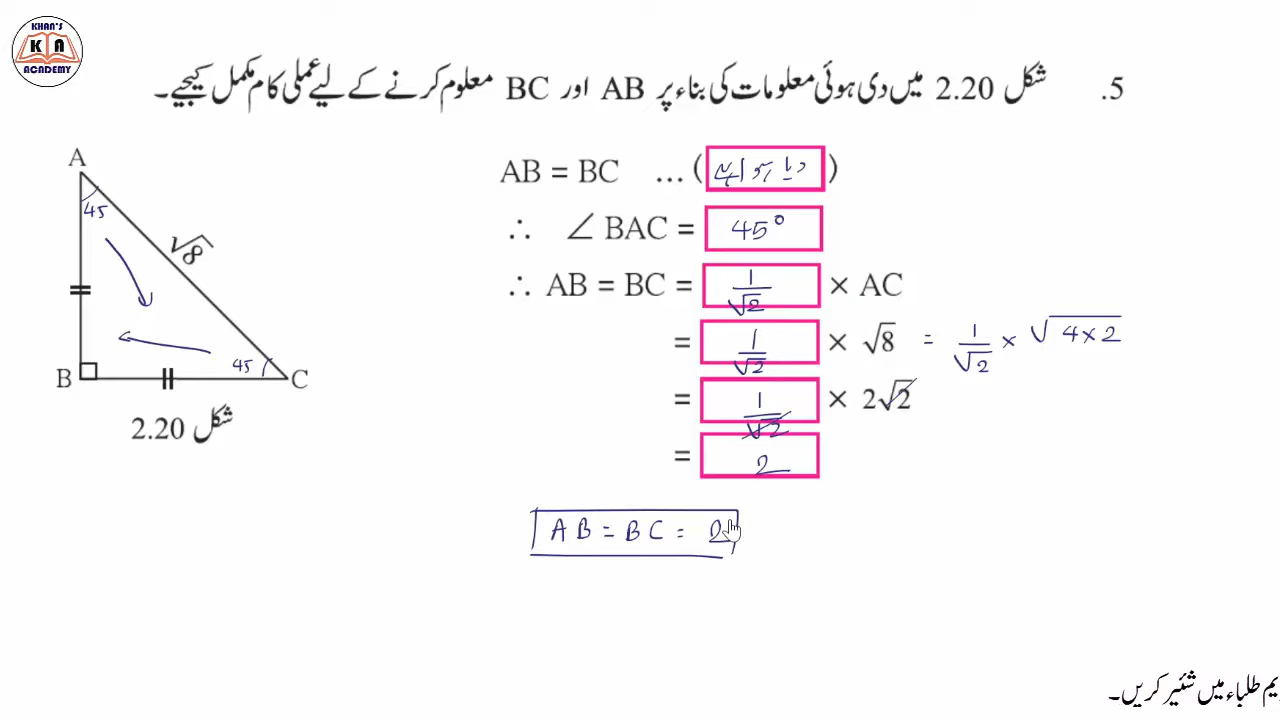 KHAN'S
K A
ACADEMY
5. شکل 2.20 میں دی ہوئی معلومات کی بناء پر AB اور BC معلوم کرنے کے لیے عملی کام مکمل کیجیے۔
A
45
√8
B
45
C
شکل 2.20
AB = BC ... (دیا ہوا ہے)
∴ ∠ BAC = 45°
∴ AB = BC = 1/√2 × AC
= 1/√2 × √8 = 1/√2 × √4×2
= 1/√2 × 2√2
= 2
AB = BC = 2
یم طلباء میں شئیر کریں۔